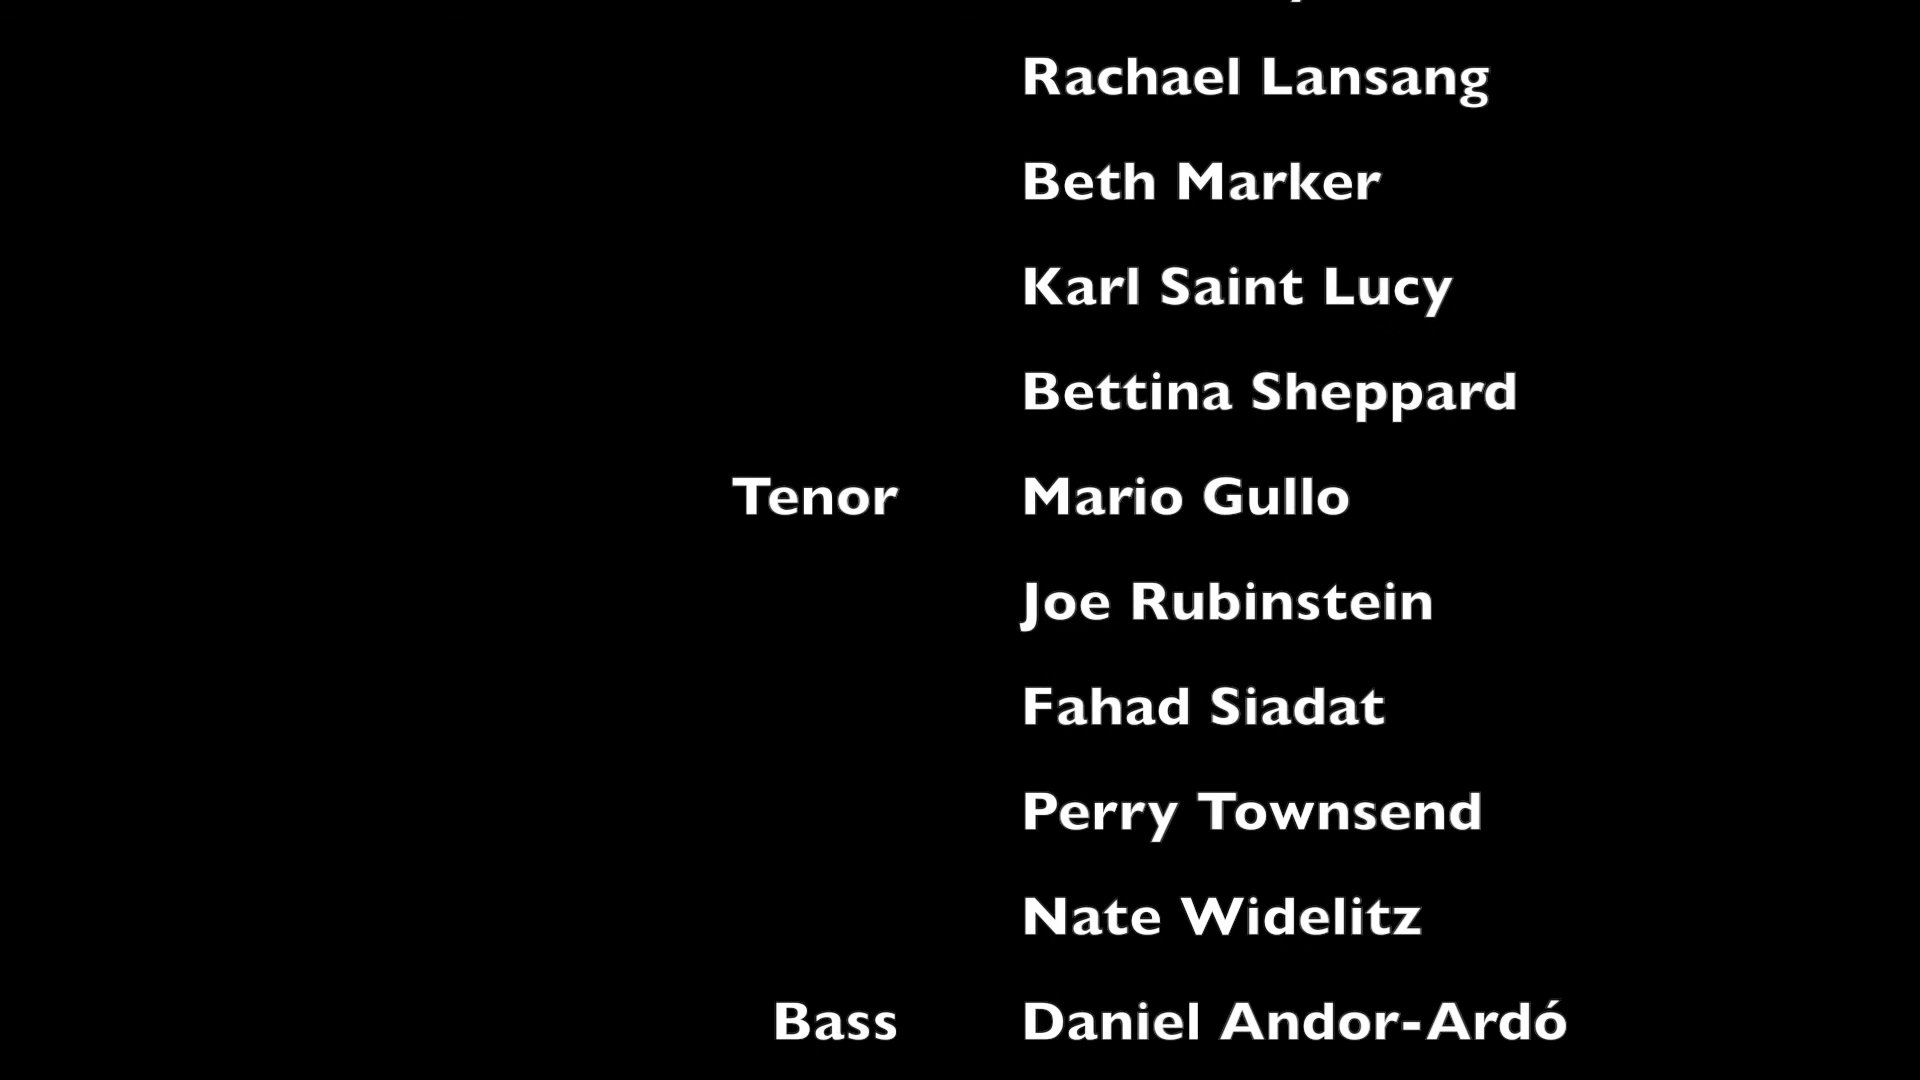 Rachael Lansang
Beth Marker
Karl Saint Lucy
Bettina Sheppard
Tenor Mario Gullo
Joe Rubinstein
Fahad Siadat
Perry Townsend
Nate Widelitz
Bass Daniel Andor-Ardó